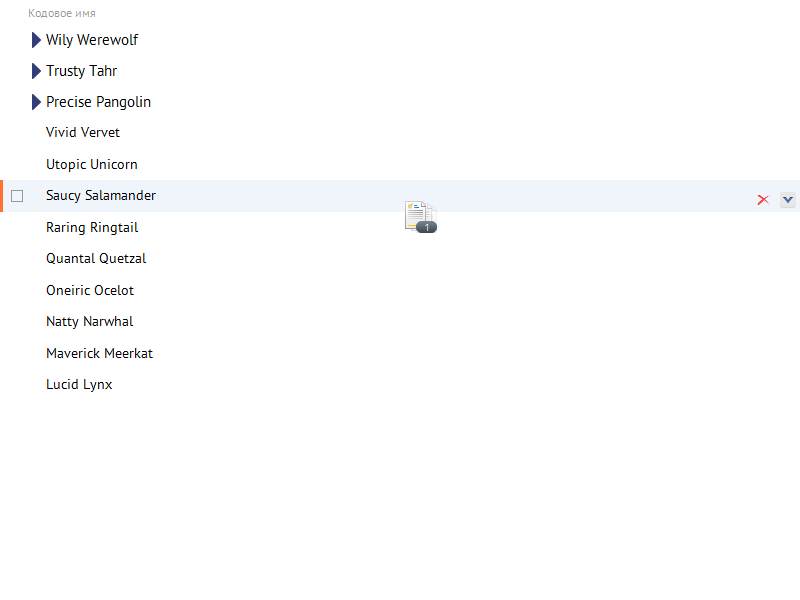 Кодовое имя
Wily Werewolf
Trusty Tahr
Precise Pangolin
Vivid Vervet
Utopic Unicorn
Saucy Salamander
1
Raring Ringtail
Quantal Quetzal
Oneiric Ocelot
Natty Narwhal
Maverick Meerkat
Lucid Lynx